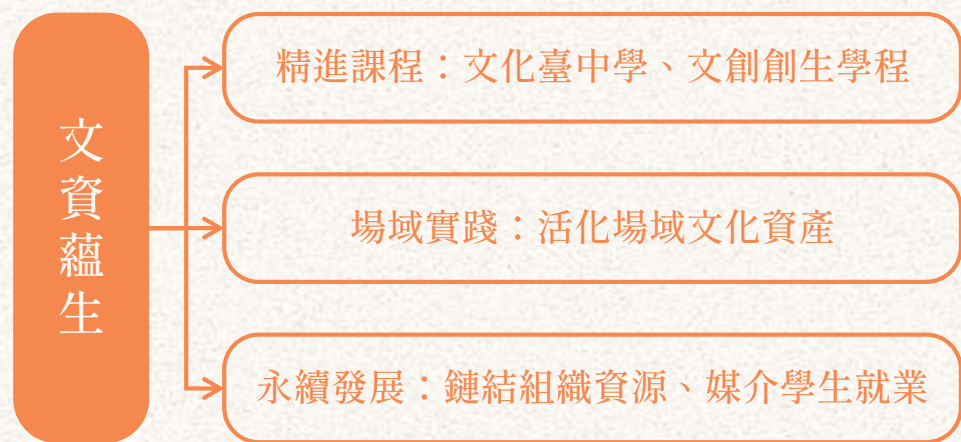 文資蘊生
精進課程：文化臺中學、文創創生學程
場域實踐：活化場域文化資產
永續發展：鏈結組織資源、媒介學生就業